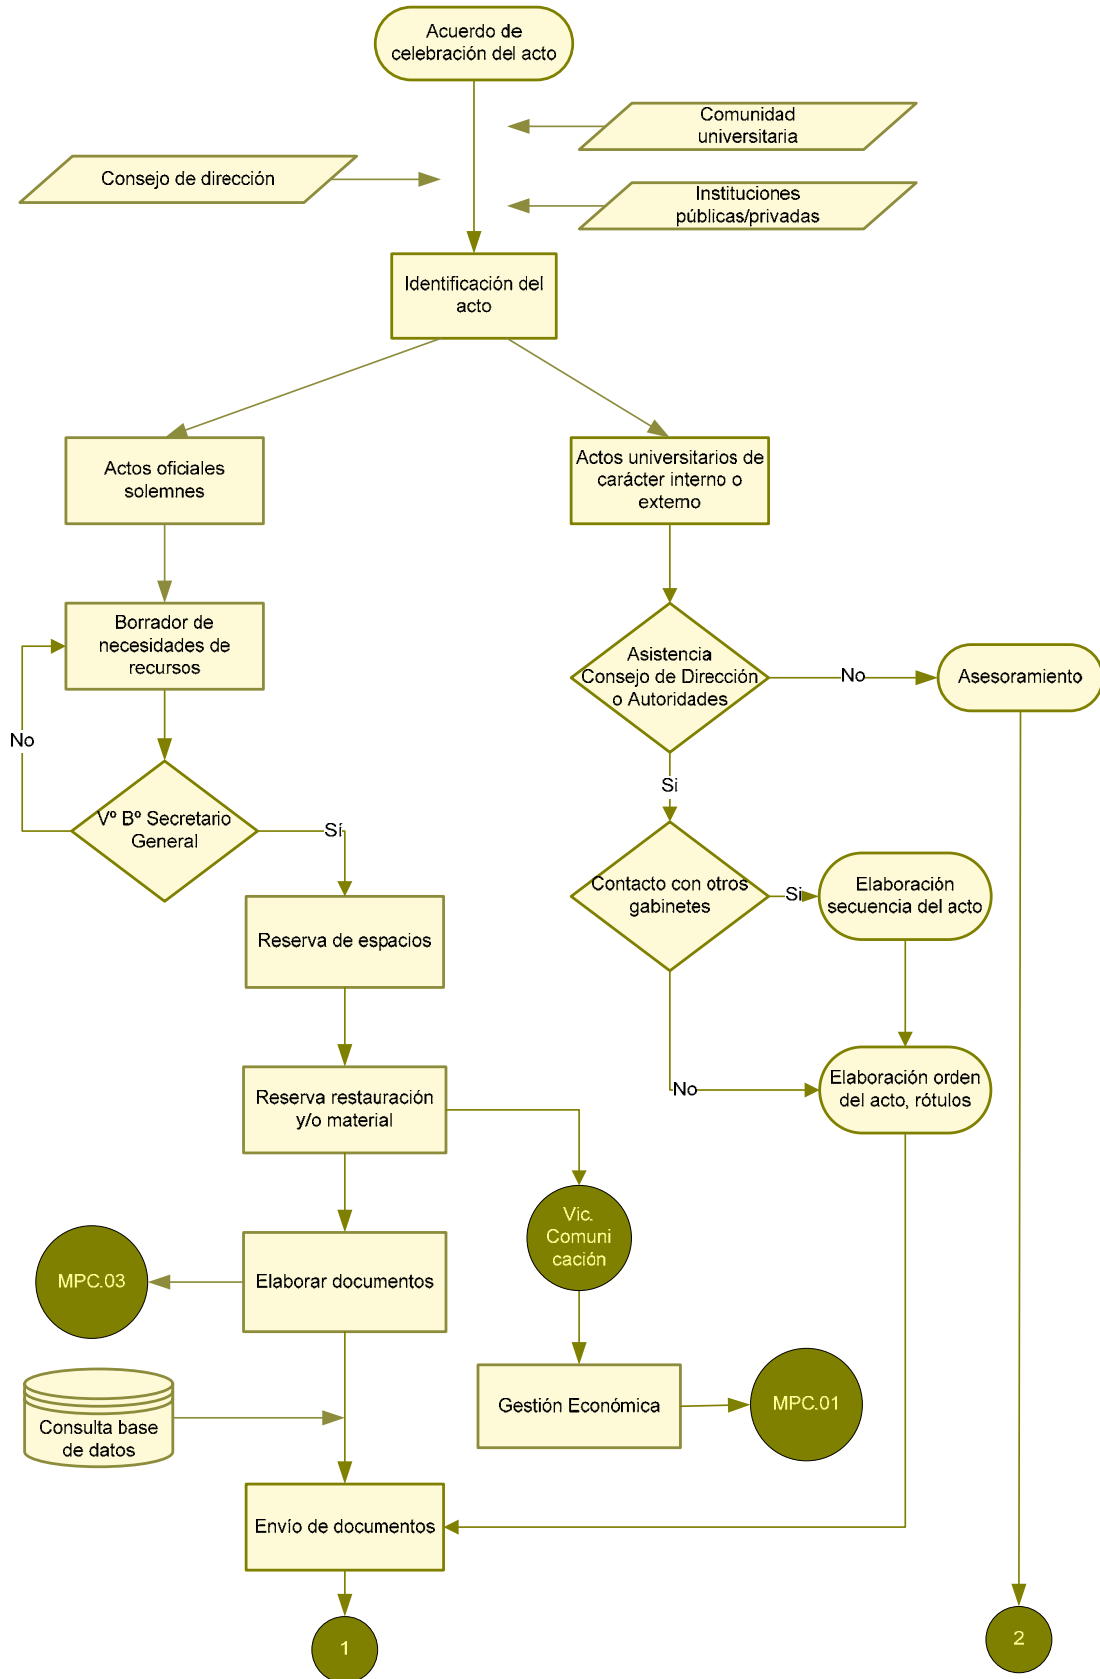 Acuerdo de
celebración del acto
Comunidad
universitaria
Consejo de dirección
Instituciones
públicas/privadas
Identificación del
acto
Actos oficiales
solemnes
Actos universitarios de
carácter interno o
externo
Borrador de
necesidades de
recursos
Asistencia
Consejo de Dirección
o Autoridades
No
Asesoramiento
No
Si
Vº Bº Secretario
General
Sí
Contacto con otros
gabinetes
Si
Elaboración
secuencia del acto
Reserva de espacios
Reserva restauración
y/o material
No
Elaboración orden
del acto, rótulos
Vic.
Comuni
cación
MPC.03
Elaborar documentos
Gestión Económica
MPC.01
Consulta base
de datos
Envío de documentos
1
2